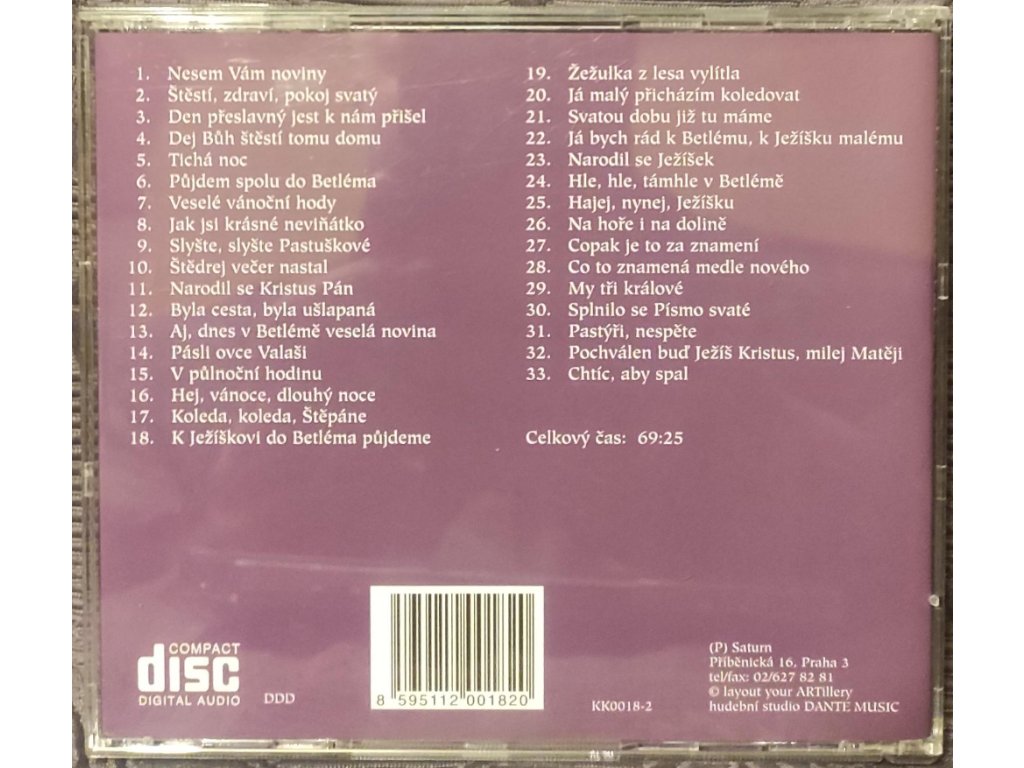 1. Nesem Vám noviny
2. Štěstí, zdraví, pokoj svatý
3. Den přeslavný jest k nám přišel
4. Dej Bůh štěstí tomu domu
5. Tichá noc
6. Půjdem spolu do Betléma
7. Veselé vánoční hody
8. Jak jsi krásné neviňátko
9. Slyšte, slyšte Pastuškové
10. Štědrej večer nastal
11. Narodil se Kristus Pán
12. Byla cesta, byla ušlapaná
13. Aj, dnes v Betlémě veselá novina
14. Pásli ovce Valaši
15. V půlnoční hodinu
16. Hej, vánoce, dlouhý noce
17. Koleda, koleda, Štěpáne
18. K Ježíškovi do Betléma půjdeme
19. Žežulka z lesa vylítla
20. Já malý přicházím koledovat
21. Svatou dobu již tu máme
22. Já bych rád k Betlému, k Ježíšku malému
23. Narodil se Ježíšek
24. Hle, hle, támhle v Betlémě
25. Hajej, nynej, Ježíšku
26. Na hoře i na dolině
27. Copak je to za znamení
28. Co to znamená medle nového
29. My tři králové
30. Splnilo se Písmo svaté
31. Pastýři, nespěte
32. Pochválen buď Ježíš Kristus, milej Matěji
33. Chtíc, aby spal
Celkový čas: 69:25
COMPACT
disc
DIGITAL AUDIO
DDD
8 595112 001820
KK0018-2
(P) Saturn
Příběnická 16, Praha 3
tel/fax: 02/627 82 81
© layout your ARTillery
hudební studio DANTE MUSIC